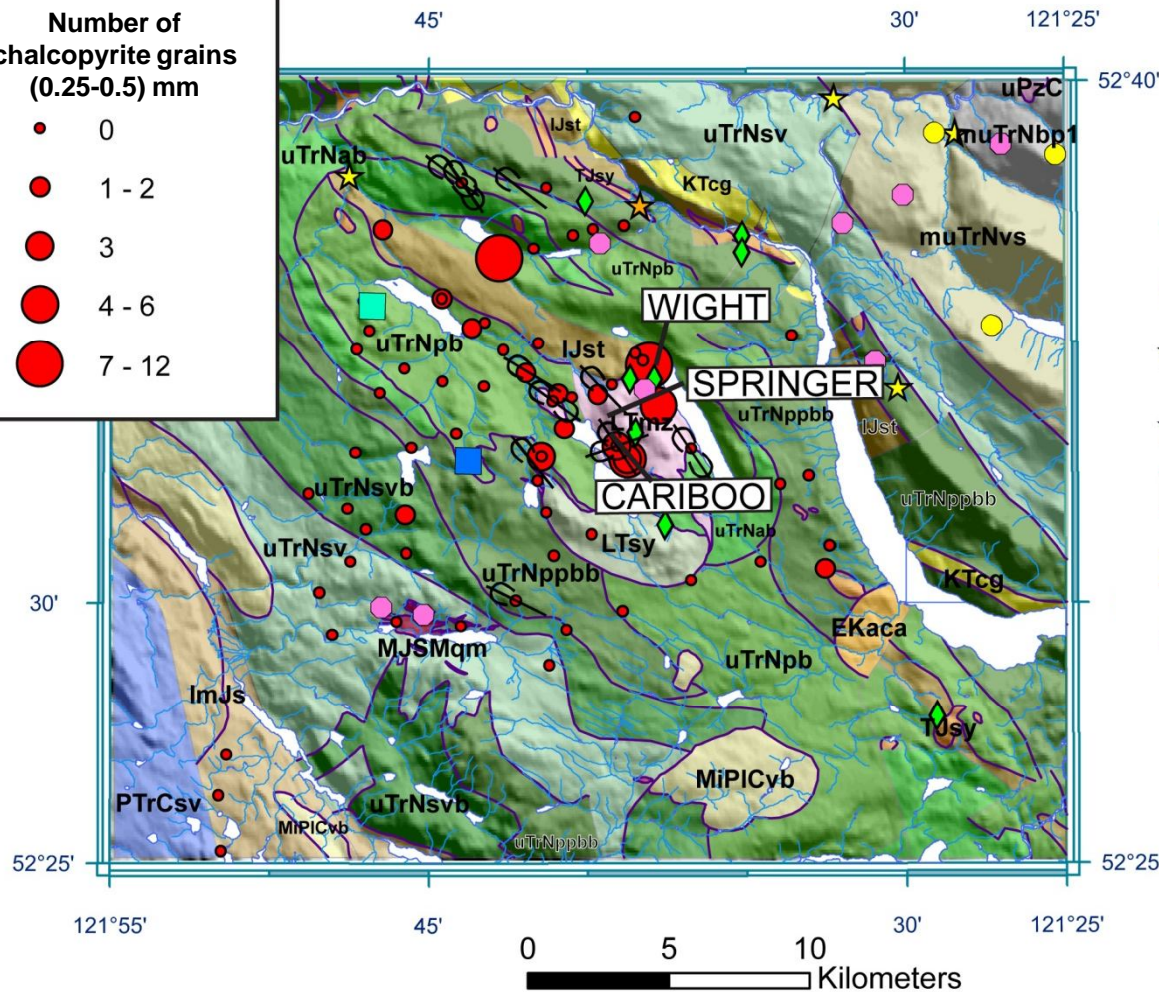 Number of
chalcopyrite grains
(0.25-0.5) mm
0
1 - 2
3
4 - 6
7 - 12
45'
30'
121°25'
52°40'
uPzC
lJst
uTrNsv
muTrNbp1
uTrNab
TJsy
KTcg
muTrNvs
uTrNpb
WIGHT
uTrNpb
lJst
SPRINGER
uTrNppbb
LTmz
lJst
uTrNsvb
CARIBOO
uTrNppbb
uTrNab
LTsy
uTrNsv
uTrNppbb
KTcg
30'
EKaca
MJSMqm
uTrNpb
lmJs
TJsy
MiPlCvb
PTrCsv
uTrNsvb
MiPlCvb
uTrNppbb
52°25'
52°25'
121°55'
45'
30'
121°25'
0
5
10
Kilometers